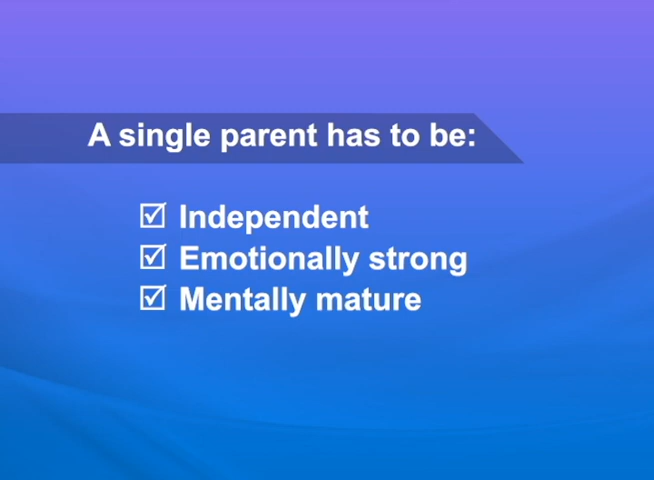 A single parent has to be:
☑ Independent
☑ Emotionally strong
☑ Mentally mature